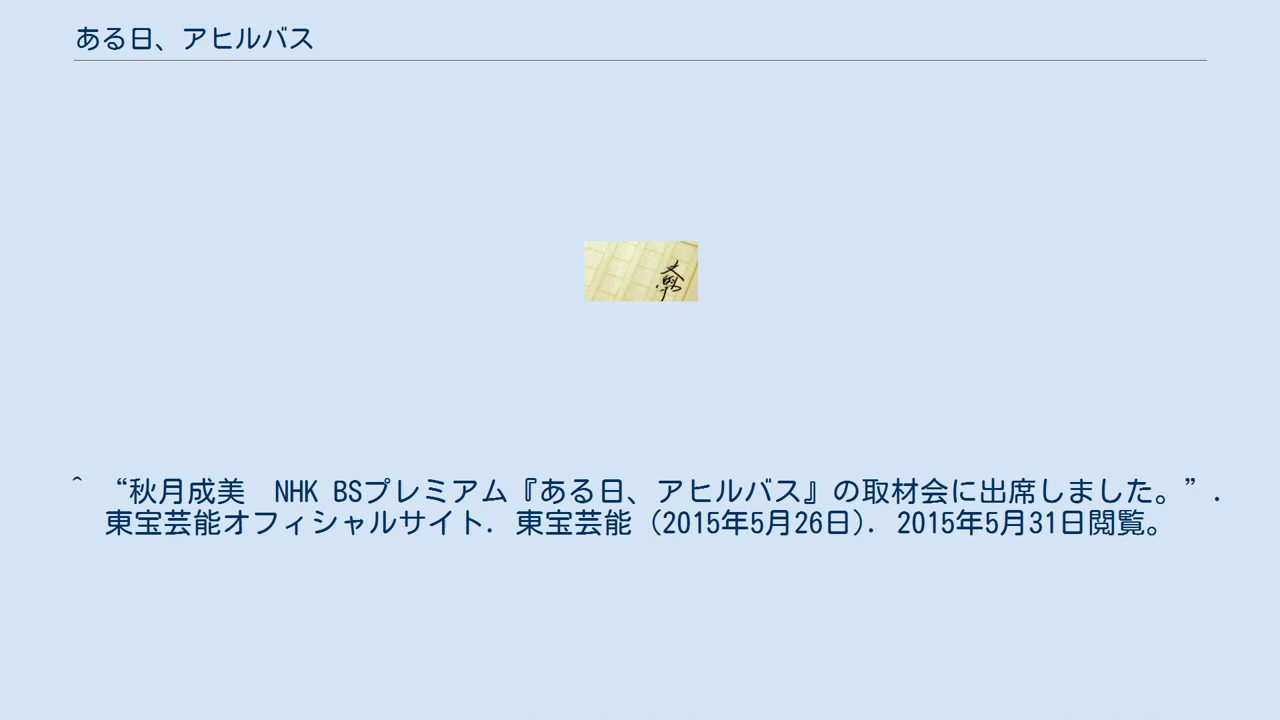 ある日、アヒルバス
^ “秋月成美　NHK BSプレミアム『ある日、アヒルバス』の取材会に出席しました。”.
東宝芸能オフィシャルサイト. 東宝芸能 (2015年5月26日). 2015年5月31日閲覧。